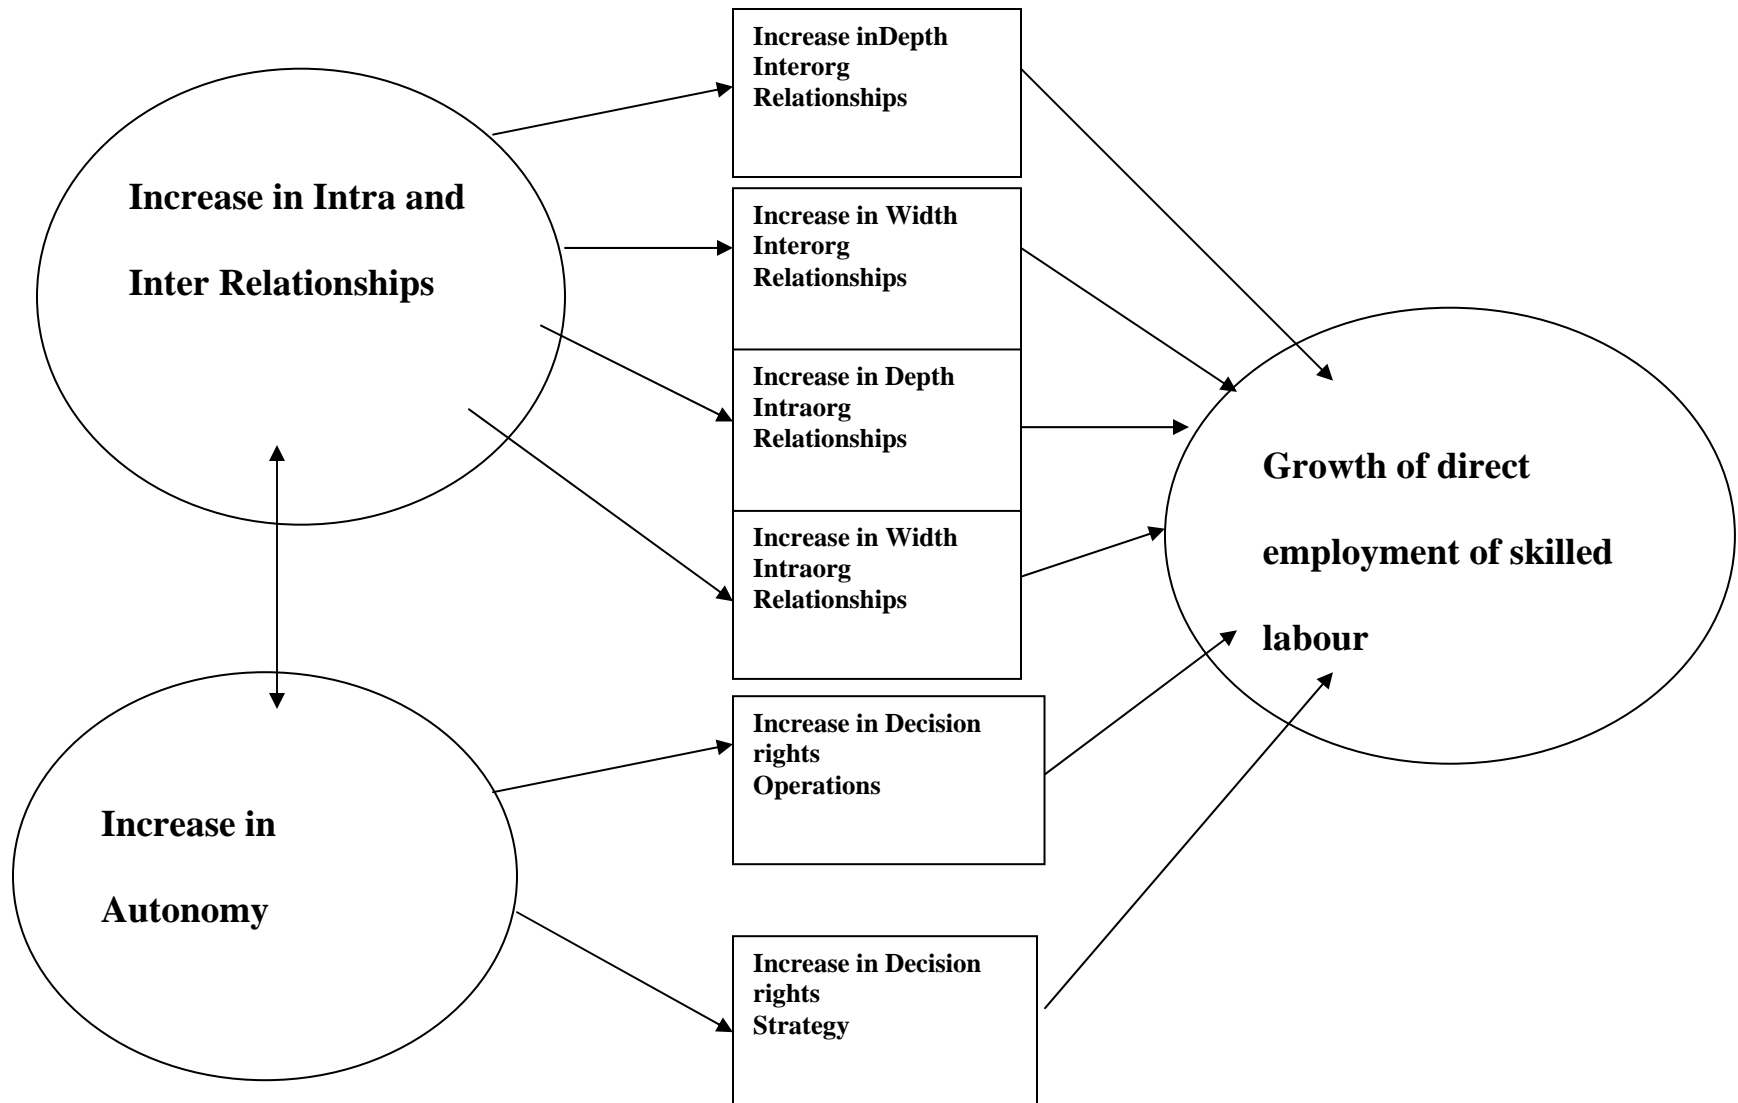 Increase in Intra and
Inter Relationships
Increase in
Autonomy
Increase inDepth
Interorg
Relationships
Increase in Width
Interorg
Relationships
Increase in Depth
Intraorg
Relationships
Increase in Width
Intraorg
Relationships
Increase in Decision
rights
Operations
Increase in Decision
rights
Strategy
Growth of direct
employment of skilled
labour